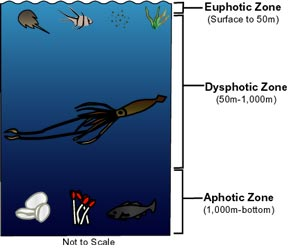 Euphotic Zone
(Surface to 50m)
Dysphotic Zone
(50m-1,000m)
Aphotic Zone
(1,000m-bottom)
Not to Scale